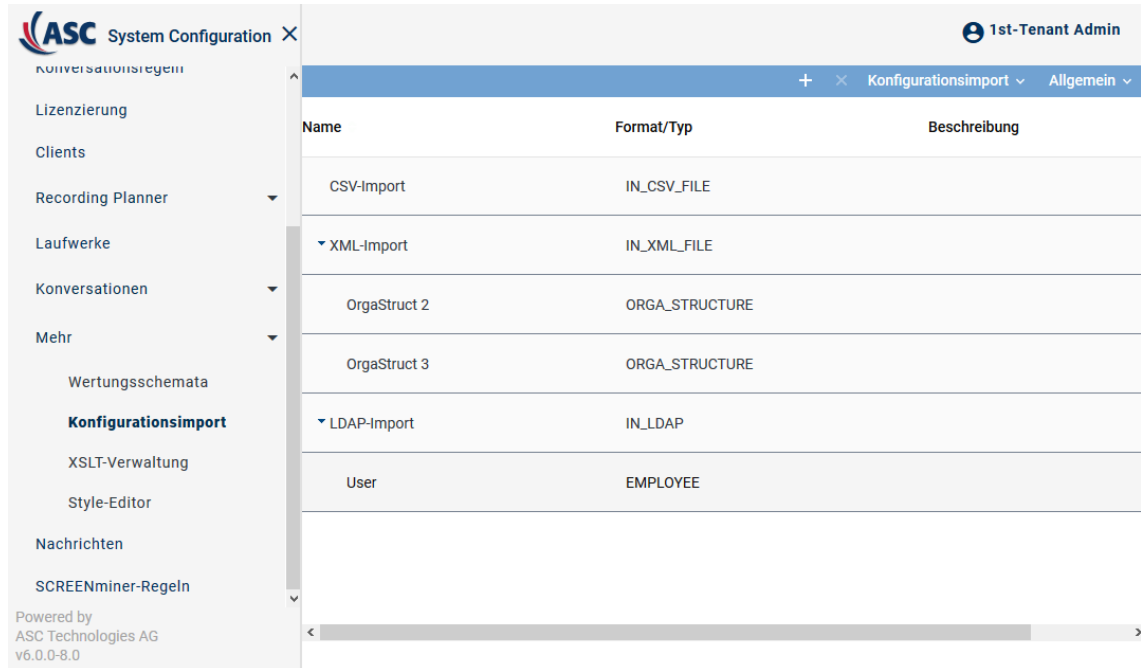 ASC System Configuration
1st-Tenant Admin
Konversationsregeln
Konfigurationsimport Allgemein
Lizenzierung
Clients
Recording Planner
Laufwerke
Konversationen
Mehr
Wertungsschemata
Konfigurationsimport
XSLT-Verwaltung
Style-Editor
Nachrichten
SCREENminer-Regeln
Powered by
ASC Technologies AG
v6.0.0-8.0
Name Format/Typ Beschreibung
CSV-Import IN_CSV_FILE
XML-Import IN_XML_FILE
OrgaStruct 2 ORGA_STRUCTURE
OrgaStruct 3 ORGA_STRUCTURE
LDAP-Import IN_LDAP
User EMPLOYEE